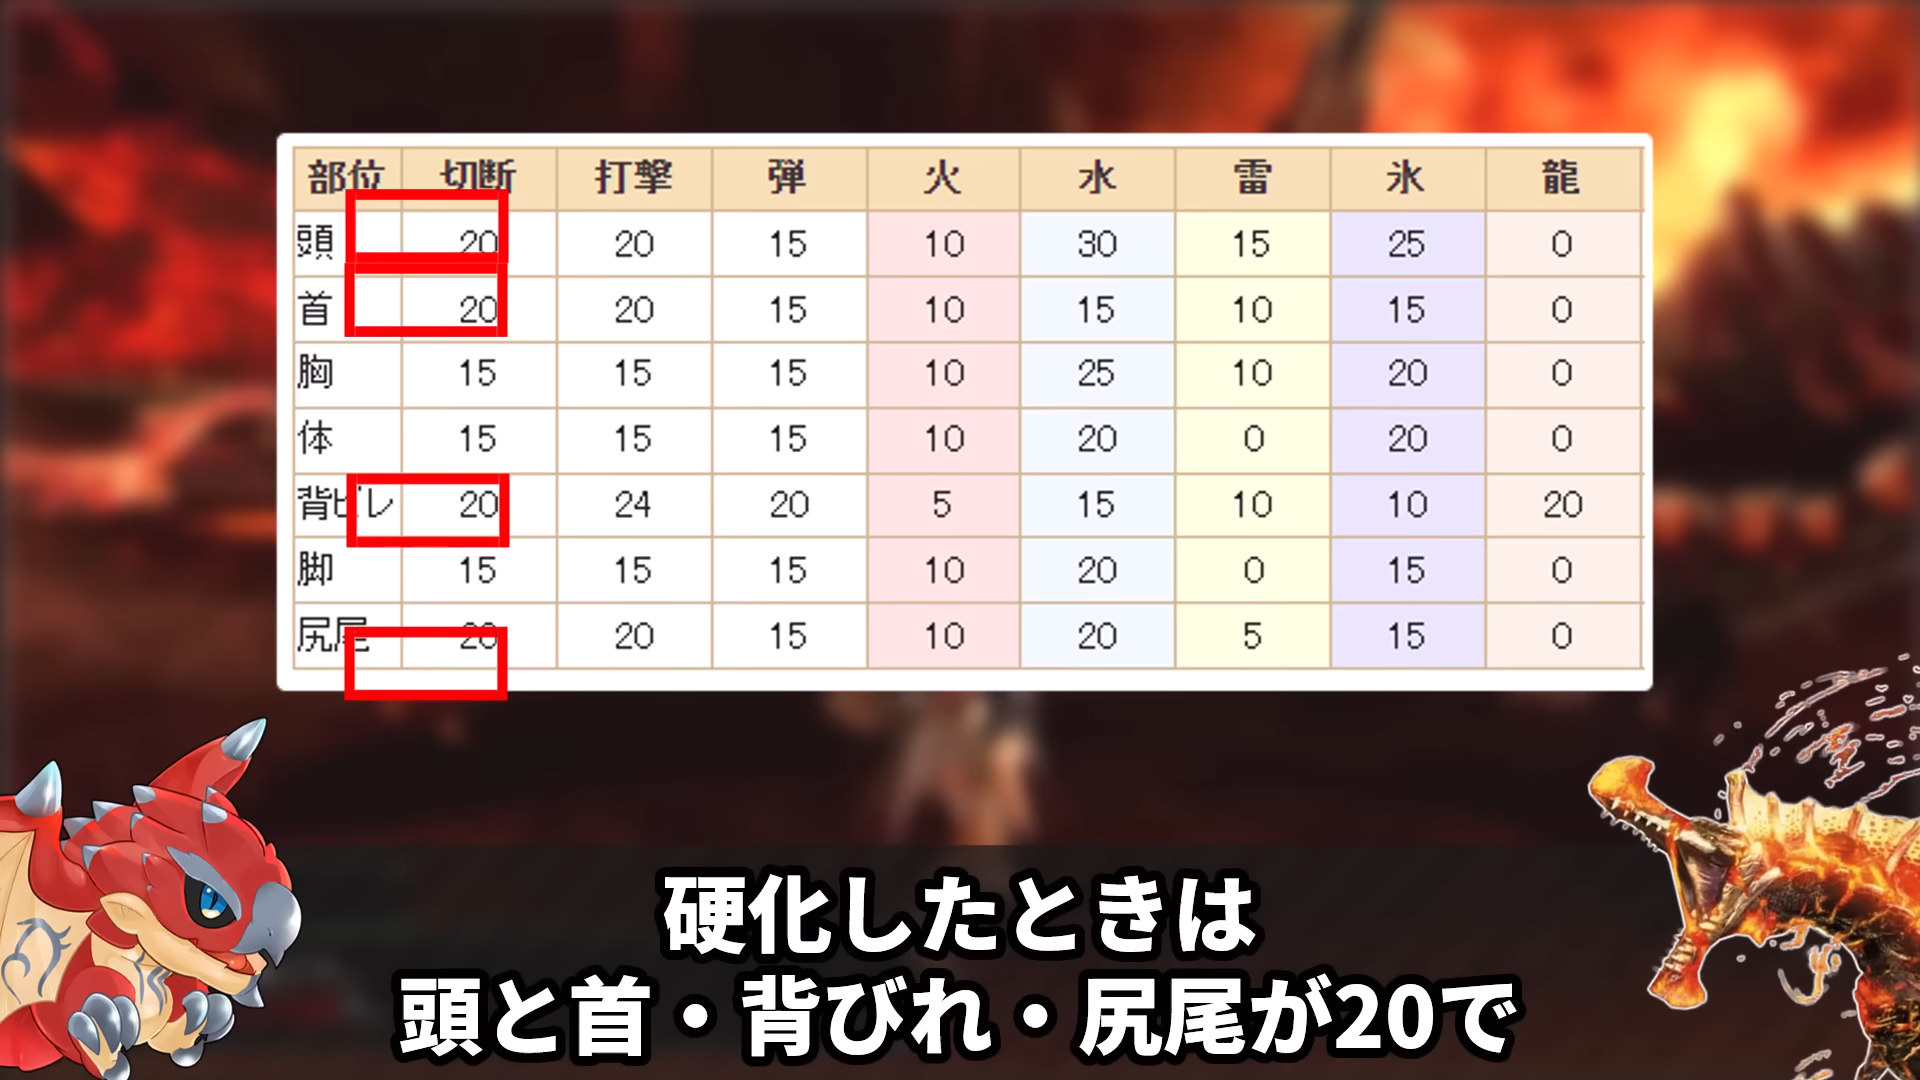 部位 切断 打撃 弾 火 水 雷 氷 龍
頭 20 20 15 10 30 15 25 0
首 20 20 15 10 15 10 15 0
胸 15 15 15 10 25 10 20 0
体 15 15 15 10 20 0 20 0
背ビレ 20 24 20 5 15 10 10 20
脚 15 15 15 10 20 0 15 0
尻尾 20 20 15 10 20 5 15 0
硬化したときは
頭と首・背びれ・尻尾が20で